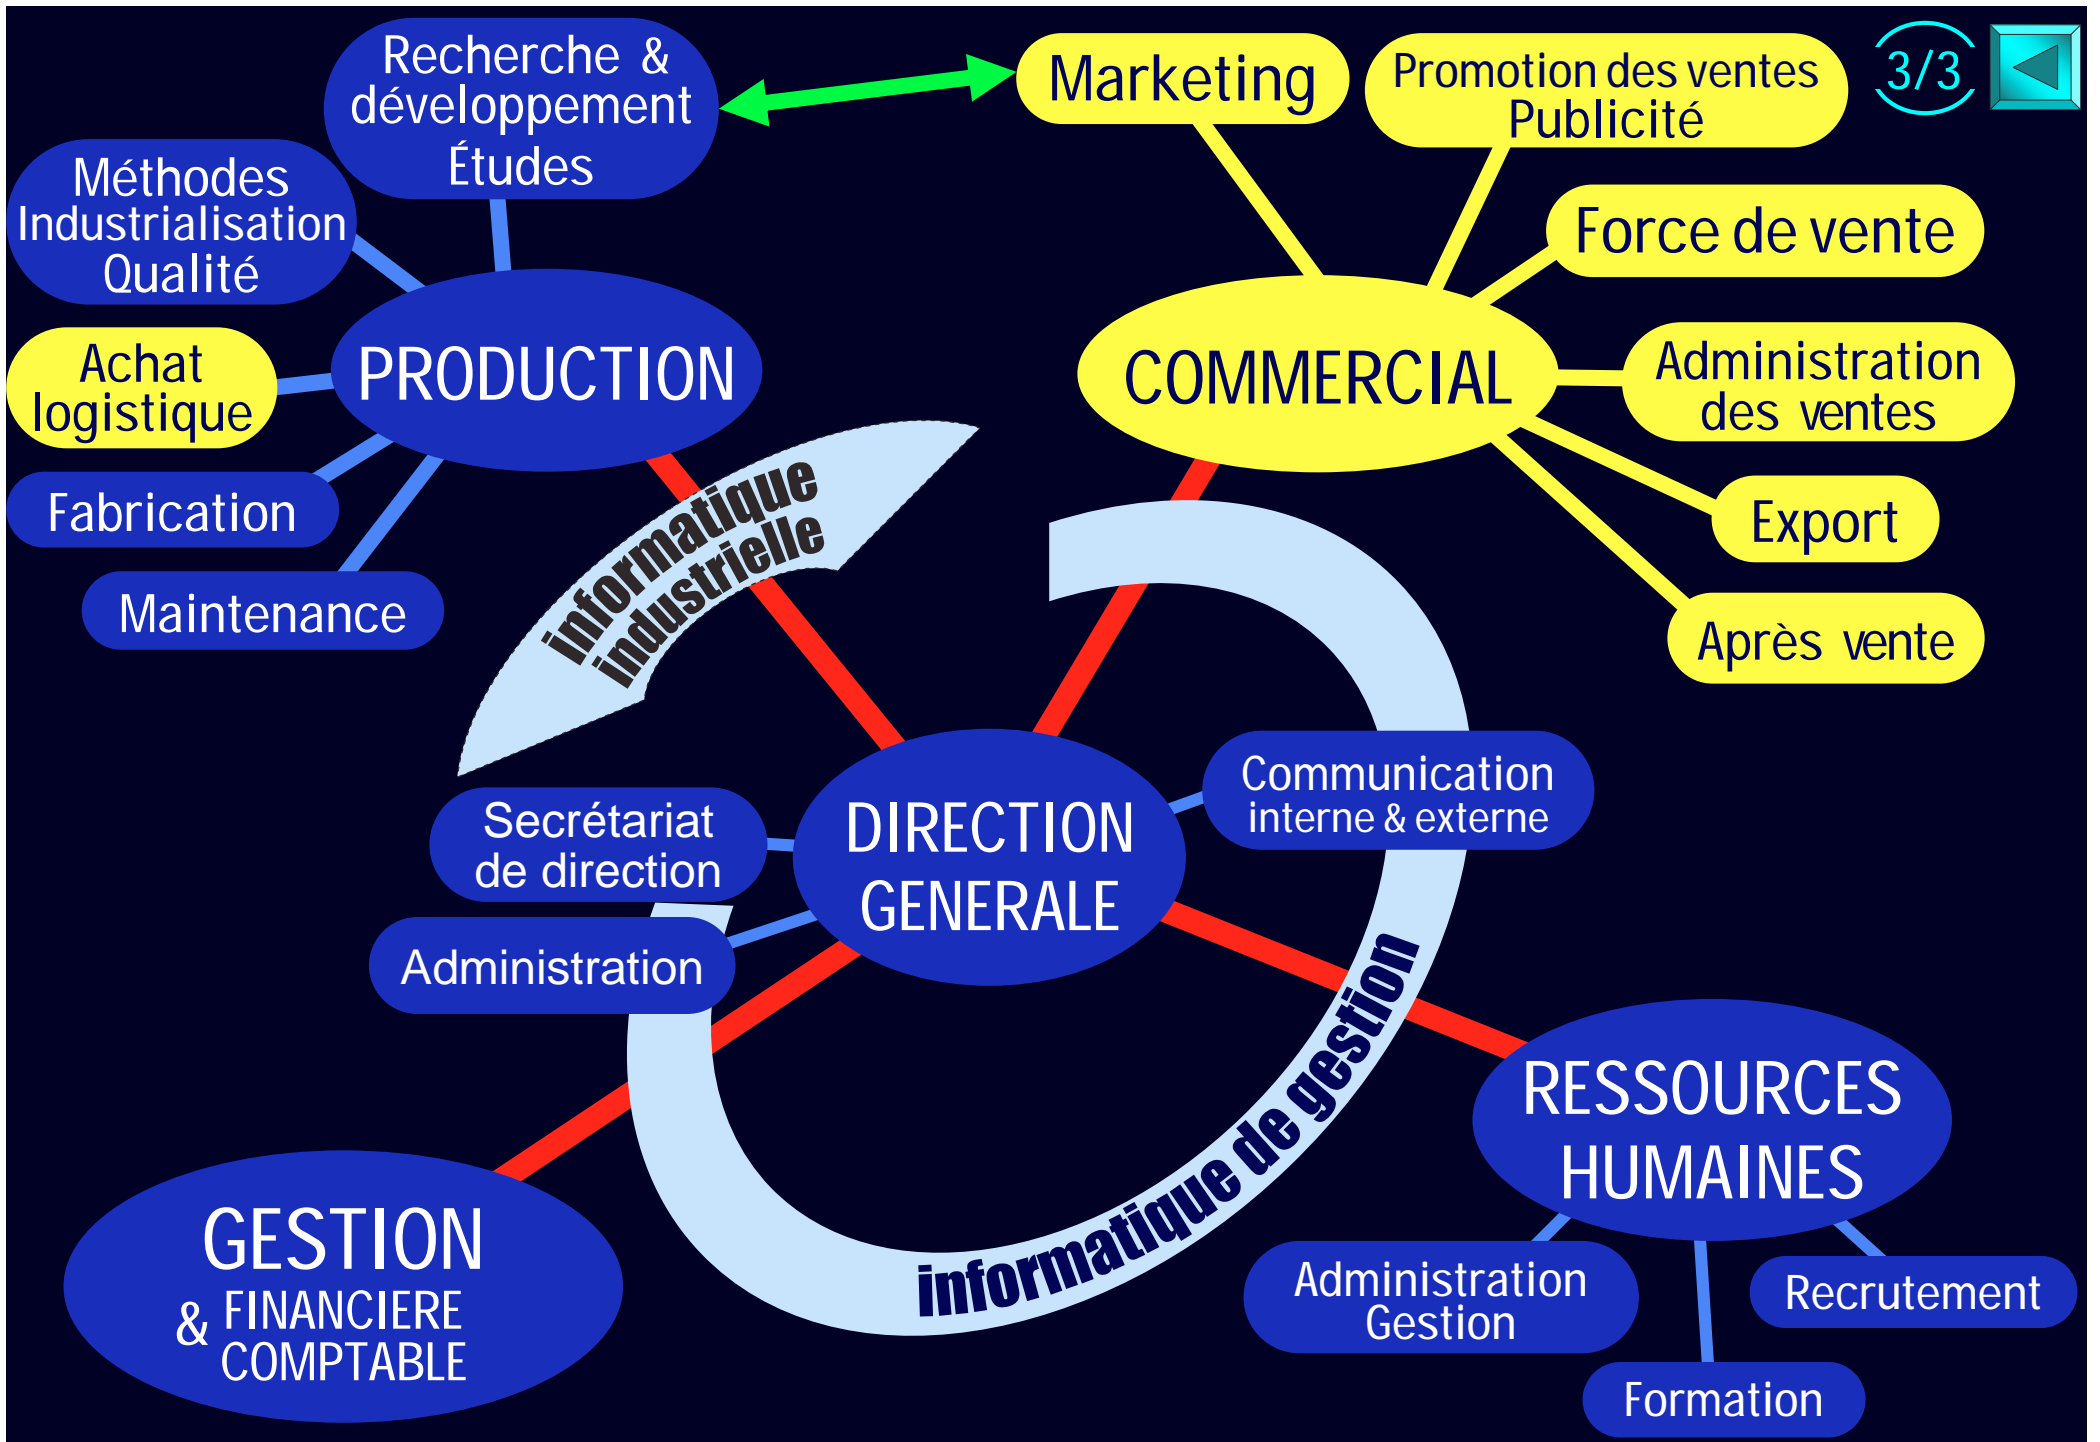 Recherche &
développement
Études
Marketing
Promotion des ventes
Publicité
3/3
Méthodes
Industrialisation
Qualité
Force de vente
Achat
logistique
PRODUCTION
COMMERCIAL
Administration
des ventes
Fabrication
informatique
industrielle
Export
Maintenance
Après vente
Secrétariat
de direction
DIRECTION
GENERALE
Communication
interne & externe
Administration
informatique de gestion
RESSOURCES
HUMAINES
GESTION
& FINANCIERE
COMPTABLE
Administration
Gestion
Recrutement
Formation